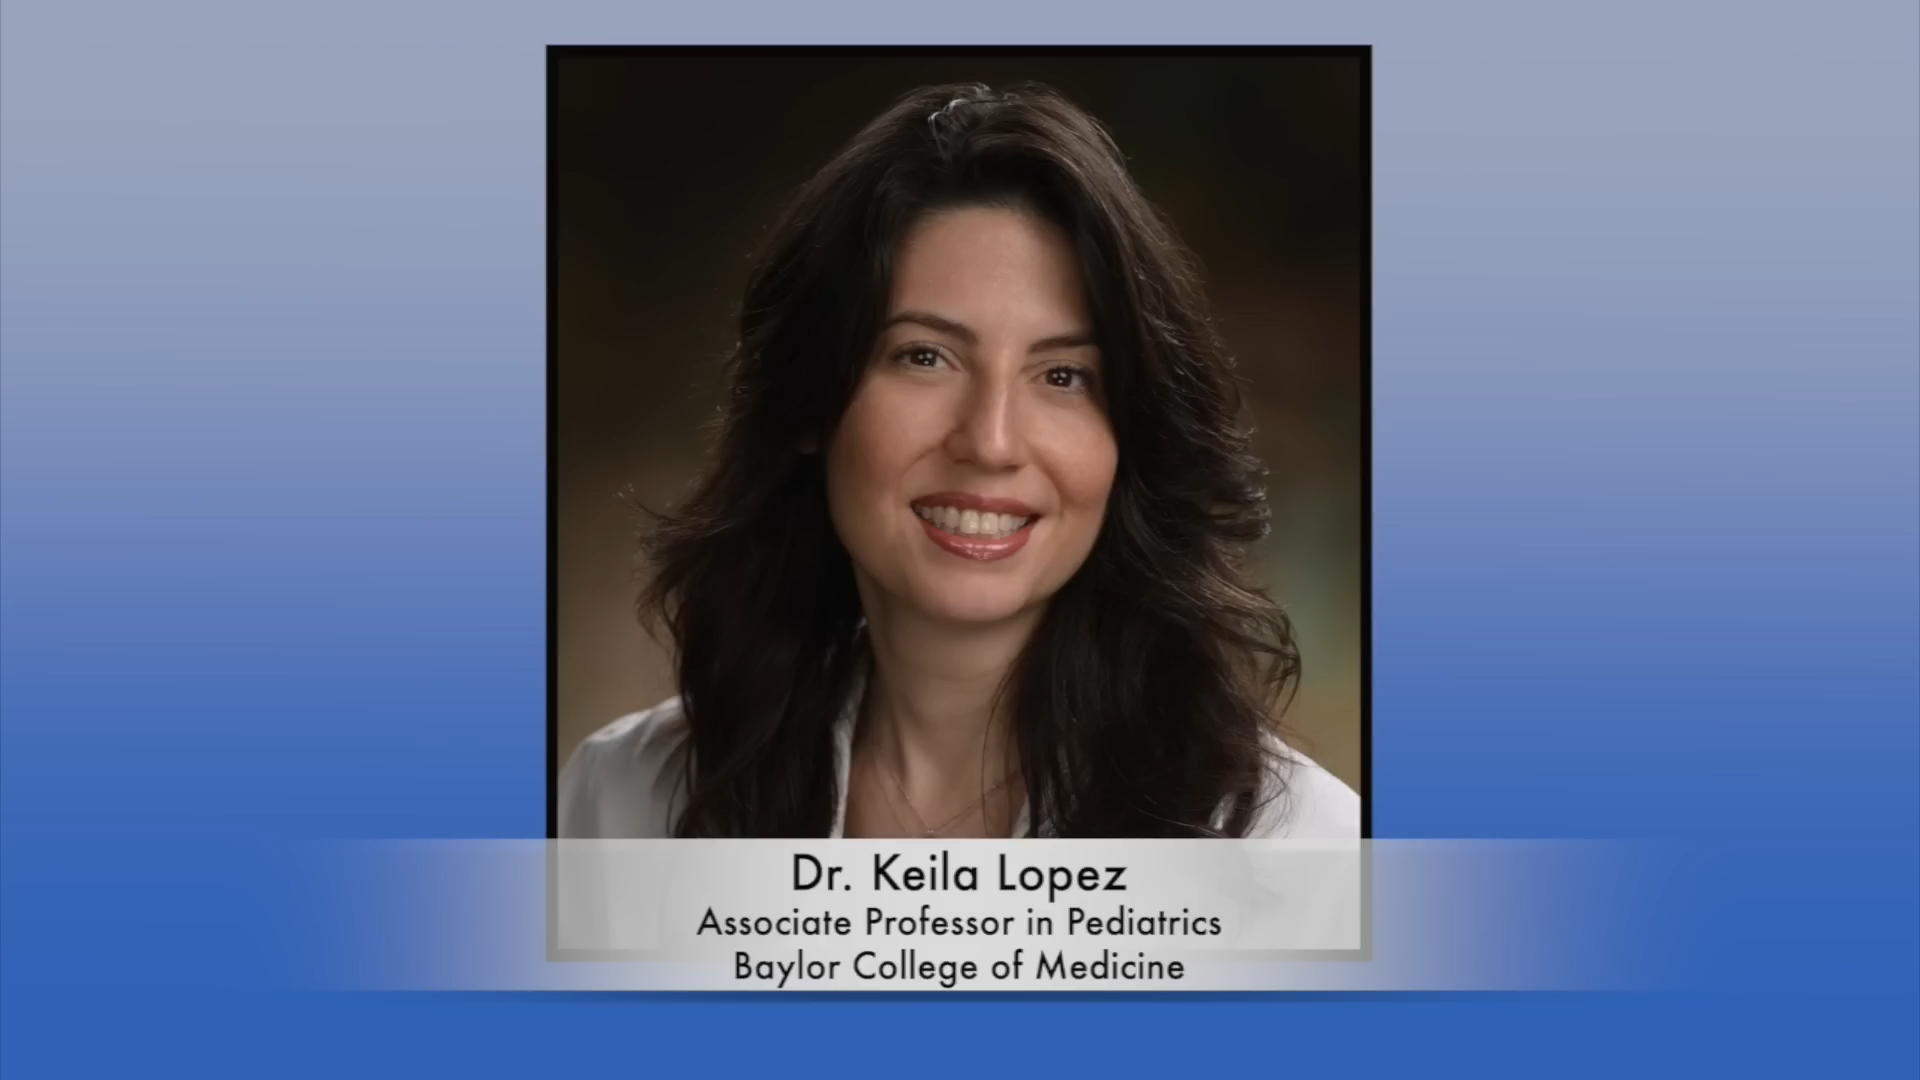 Dr. Keila Lopez
Associate Professor in Pediatrics
Baylor College of Medicine